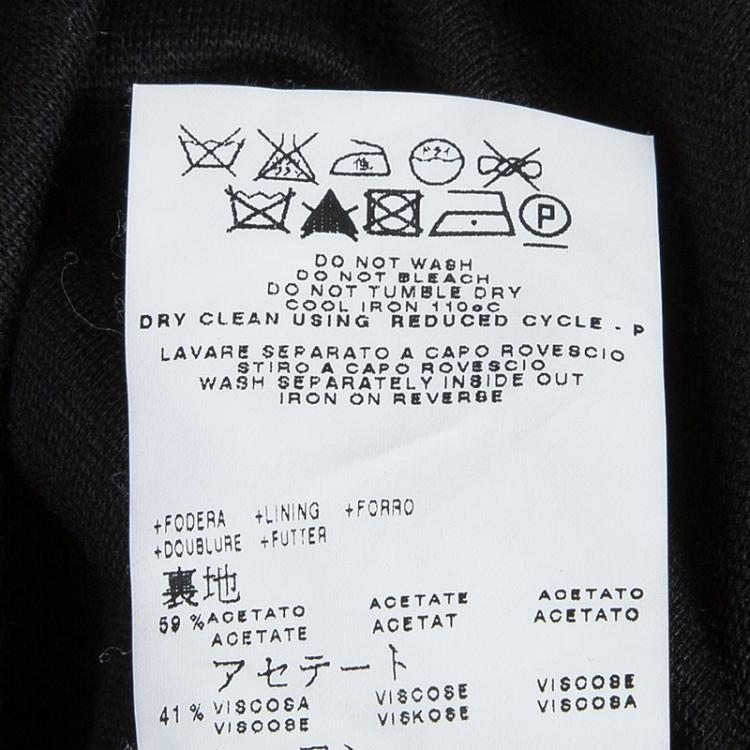 DO NOT WASH
DO NOT BLEACH
DO NOT TUMBLE DRY
COOL IRON 110°C
DRY CLEAN USING REDUCED CYCLE - P
LAVARE SEPARATO A CAPO ROVESCIO
STIRO A CAPO ROVESCIO
WASH SEPARATELY INSIDE OUT
IRON ON REVERSE
+FODERA +LINING +FORRO
+DOUBLURE +FUTTER
裏地
59 % ACETATO ACETATE ACETATO
ACETATE ACETAT ACETATO
アセテート
41 % VISCOSA VISCOSE VISCOSE
VISCOSE VISKOSE VISCOSA